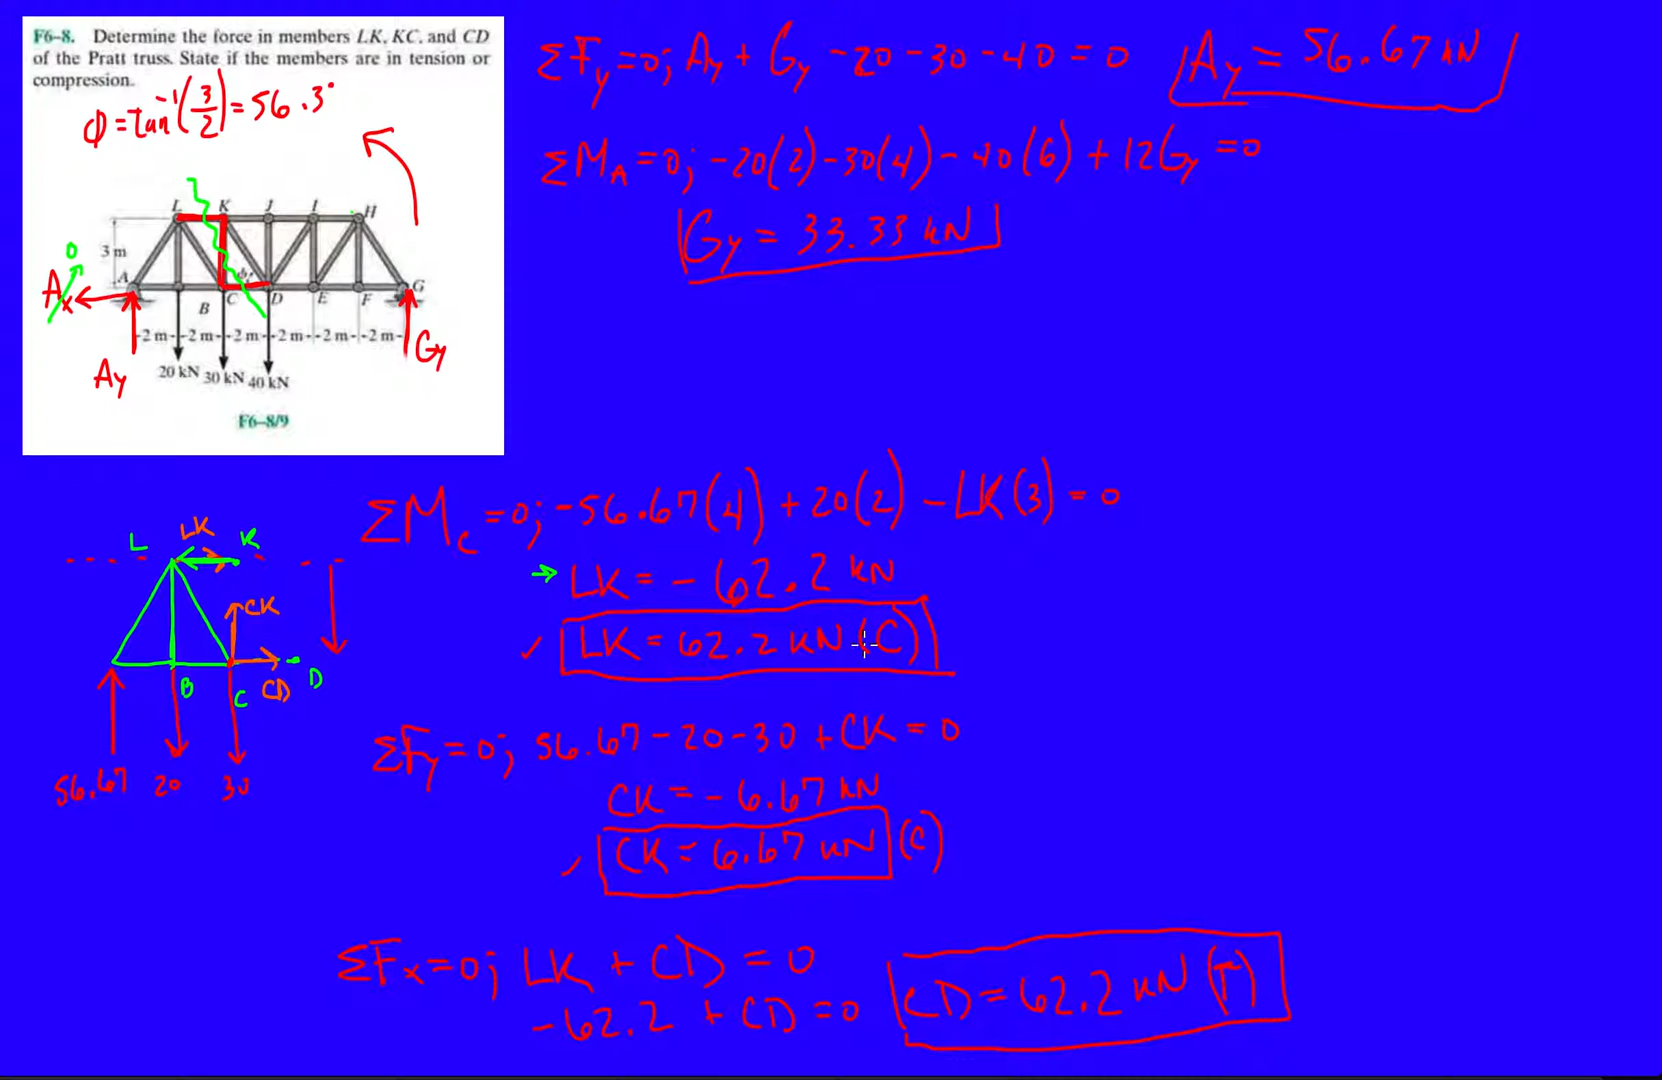 F6–8. Determine the force in members LK, KC, and CD
of the Pratt truss. State if the members are in tension or
compression.
ϕ = tan⁻¹(3/2) = 56.3°
L K J I H
3 m
0
A
Ax
G
B C D E F
2 m 2 m 2 m 2 m 2 m 2 m
Ay
Gy
20 kN 30 kN 40 kN
F6–8/9
ΣFy = 0; Ay + Gy - 20 - 30 - 40 = 0 Ay = 56.67 kN
ΣMA = 0; -20(2) - 30(4) - 40(6) + 12Gy = 0
Gy = 33.33 kN
L LK K
CK
B C CD D
56.67 20 30
ΣMc = 0; -56.67(4) + 20(2) - LK(3) = 0
→ LK = - 62.2 kN
✓ LK = 62.2 kN (C)
ΣFy = 0; 56.67 - 20 - 30 + CK = 0
CK = - 6.67 kN
✓ CK = 6.67 kN (C)
ΣFx = 0; LK + CD = 0
-62.2 + CD = 0 CD = 62.2 kN (T)